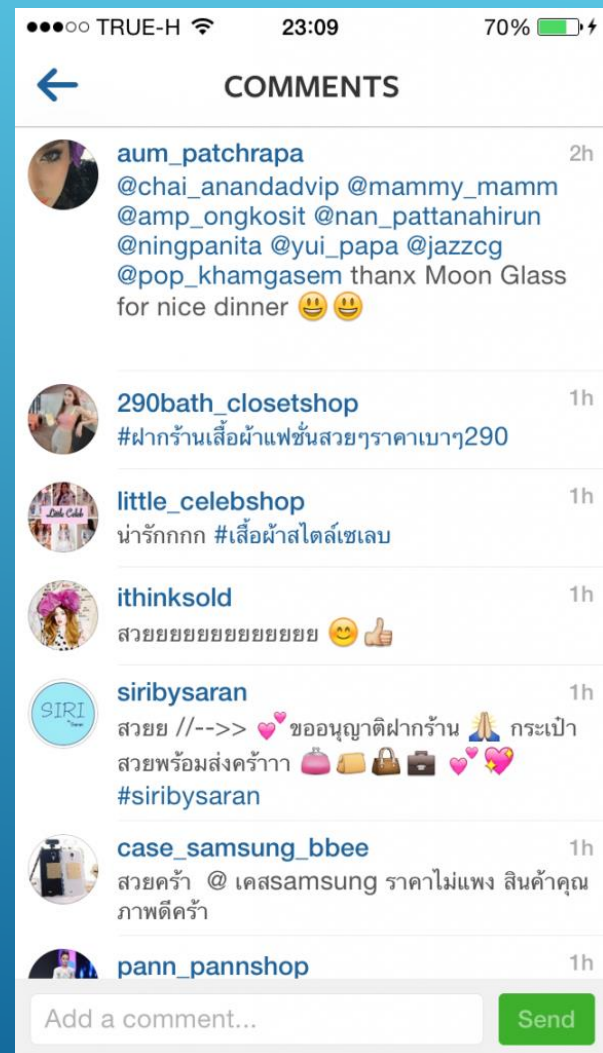 TRUE-H 23:09 70%
COMMENTS
aum_patchrapa 2h
@chai_anandadvip @mammy_mamm
@amp_ongkosit @nan_pattanahirun
@ningpanita @yui_papa @jazzcg
@pop_khamgasem thanx Moon Glass
for nice dinner 😃😃
290bath_closetshop 1h
#ฝากร้านเสื้อผ้าแฟชั่นสวยๆราคาเบาๆ290
Little Celeb
little_celebshop 1h
น่ารักกกก #เสื้อผ้าสไตล์เซเลบ
ithinksold 1h
สวยยยยยยยยยยยยย 😊👍
SIRI
siribysaran 1h
สวยย //-->> 💕ขออนุญาติฝากร้าน 🙏 กระเป๋า
สวยพร้อมส่งคร้าาา 👛👝👜💼 💕💖
#siribysaran
case_samsung_bbee 1h
สวยคร้า @ เคสsamsung ราคาไม่แพง สินค้าคุณ
ภาพดีคร้า
pann_pannshop 1h
Add a comment... Send